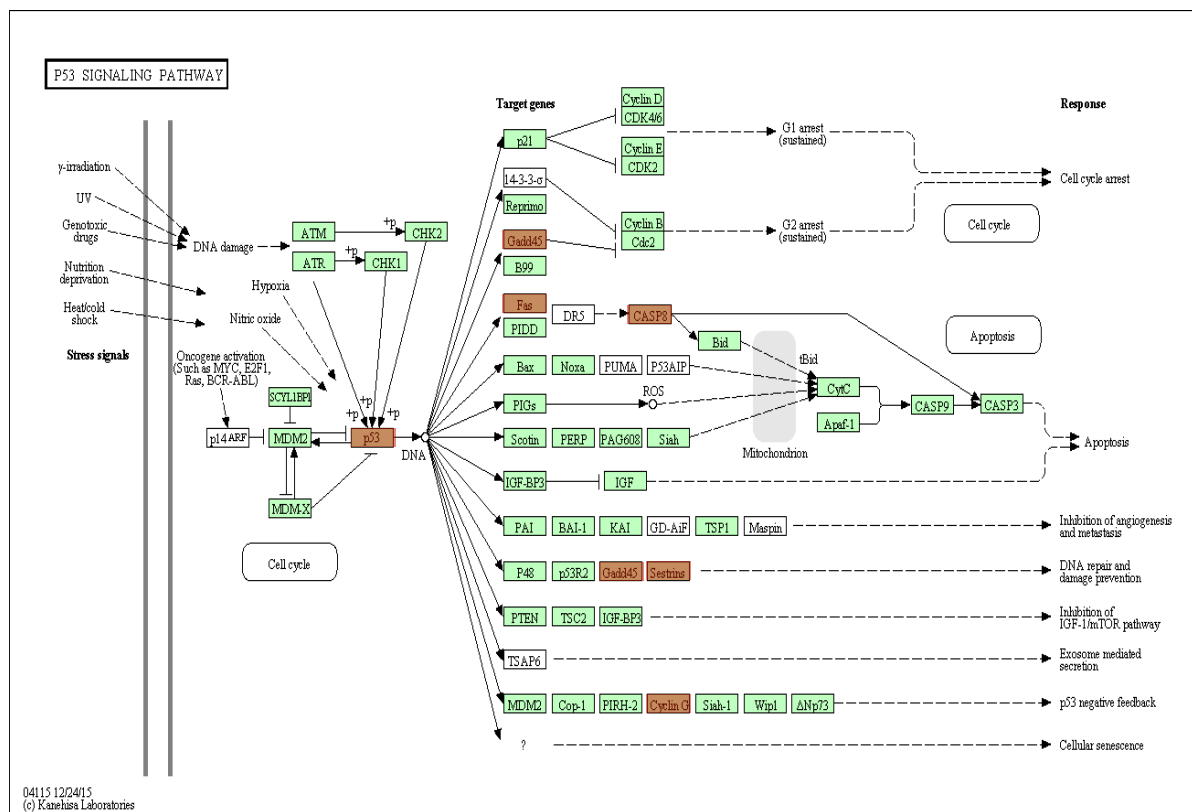 P53 SIGNALING PATHWAY
Target genes
Response
Stress signals
γ-irradiation
UV
Genotoxic
drugs
Nutrition
deprivation
Heat/cold
shock
DNA damage
ATM
+p
CHK2
ATR
+p
CHK1
Hypoxia
Nitric oxide
Oncogene activation
(Such as MYC, E2F1,
Ras, BCR-ABL)
SCYL1BP1
+p
+p
+p
p14ARF
MDM2
p53
DNA
MDM-X
Cell cycle
p21
Cyclin D
CDK4/6
Cyclin E
CDK2
G1 arrest
(sustained)
14-3-3-σ
Reprimo
Gadd45
B99
Cyclin B
Cdc2
G2 arrest
(sustained)
Cell cycle arrest
Cell cycle
Fas
PIDD
DR5
CASP8
Bid
tBid
Apoptosis
Bax
Noxa
PUMA
P53AIP
CytC
PIGs
ROS
Apaf-1
CASP9
CASP3
Scotin
PERP
PAG608
Siah
Mitochondrion
Apoptosis
IGF-BP3
IGF
PAI
BAI-1
KAI
GD-AiF
TSP1
Maspin
Inhibition of angiogenesis
and metastasis
P48
p53R2
Gadd45
Sestrins
DNA repair and
damage prevention
PTEN
TSC2
IGF-BP3
Inhibition of
IGF-1/mTOR pathway
TSAP6
Exosome mediated
secretion
MDM2
Cop-1
PIRH-2
Cyclin G
Siah-1
Wip1
ΔNp73
p53 negative feedback
?
Cellular senescence
04115 12/24/15
(c) Kanehisa Laboratories